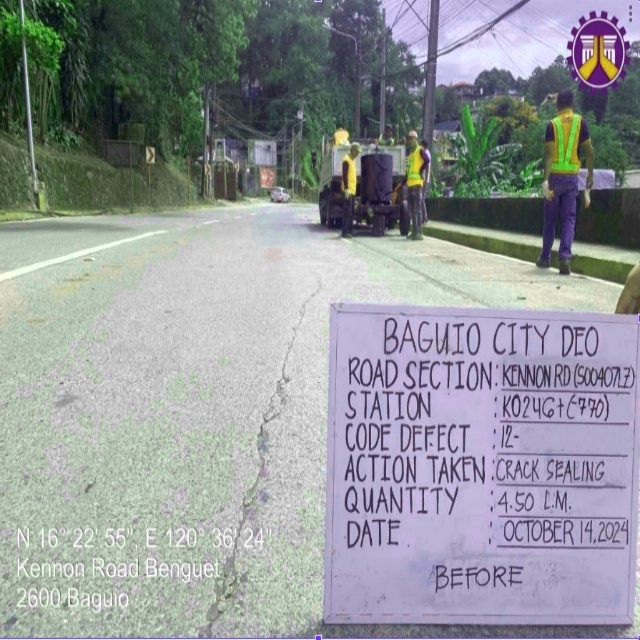 BAGUIO CITY DEO
ROAD SECTION: KENNON RD (S00407LZ)
STATION : K0246+(-770)
CODE DEFECT : 12-
ACTION TAKEN: CRACK SEALING
QUANTITY : 4.50 L.M.
DATE : OCTOBER 14, 2024
BEFORE
N 16° 22' 55", E 120° 36' 24"
Kennon Road Benguet
2600 Baguio